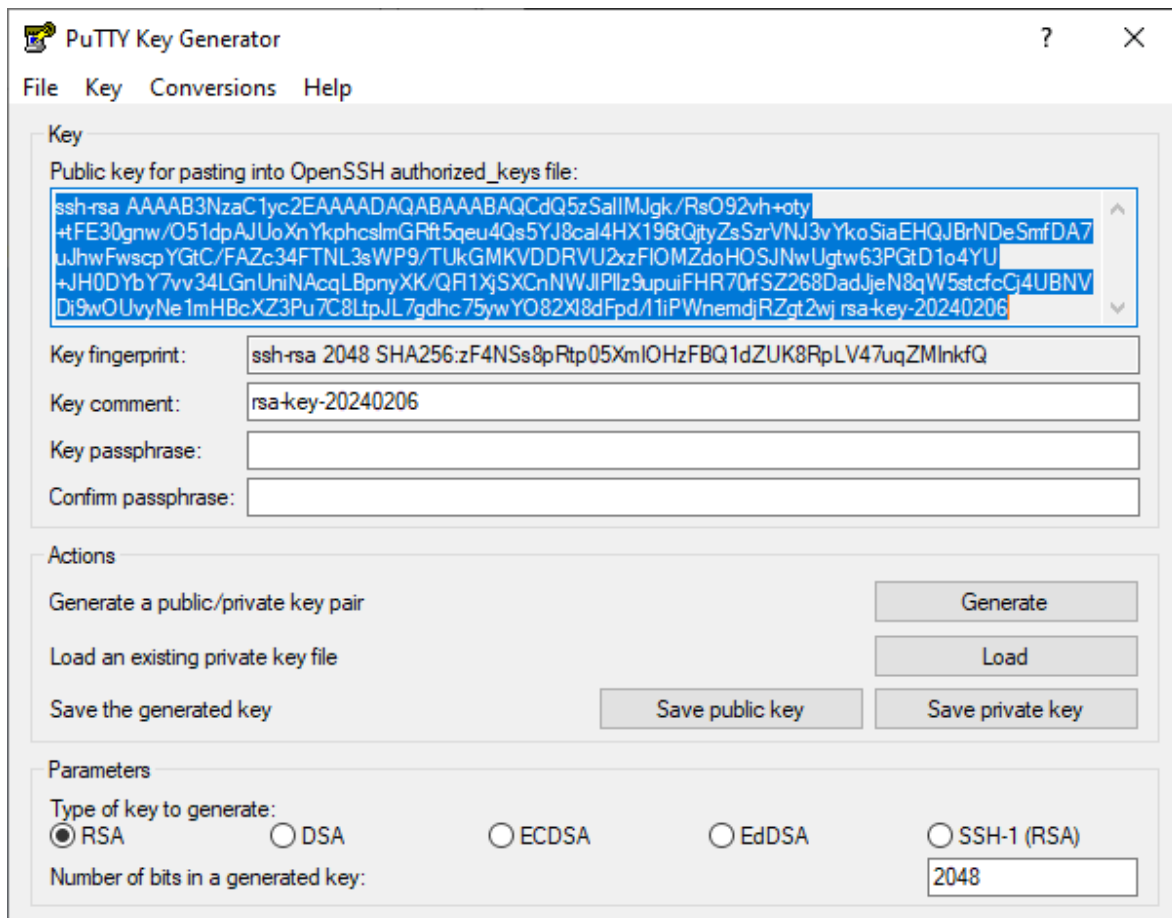 PuTTY Key Generator
?
File Key Conversions Help
Key
Public key for pasting into OpenSSH authorized_keys file:
ssh-rsa AAAAB3NzaC1yc2EAAAADAQABAAABAQCdQ5zSaIlMJgk/RsO92vh+oty
+tFE30gnw/O51dpAJUoXnYkphcslmGRft5qeu4Qs5YJ8cal4HX196tQjtyZsSzrVNJ3vYkoSiaEHQJBrNDeSmfDA7
uJhwFwscpYGtC/FAZc34FTNL3sWP9/TUkGMKVDDRVU2xzFlOMZdoHOSJNwUgtw63PGtD1o4YU
+JH0DYbY7vv34LGnUniNAcqLBpnyXK/QFl1XjSXCnNWJlPllz9upuiFHR70rfSZ268DadJjeN8qW5stcfcCj4UBNV
Di9wOUvyNe1mHBcXZ3Pu7C8LtpJL7gdhc75ywYO82Xl8dFpd/l1iPWnemdjRZgt2wj rsa-key-20240206
Key fingerprint: ssh-rsa 2048 SHA256:zF4NSs8pRtp05XmlOHzFBQ1dZUK8RpLV47uqZMlnkfQ
Key comment: rsa-key-20240206
Key passphrase:
Confirm passphrase:
Actions
Generate a public/private key pair Generate
Load an existing private key file Load
Save the generated key Save public key Save private key
Parameters
Type of key to generate:
RSA DSA ECDSA EdDSA SSH-1 (RSA)
Number of bits in a generated key: 2048